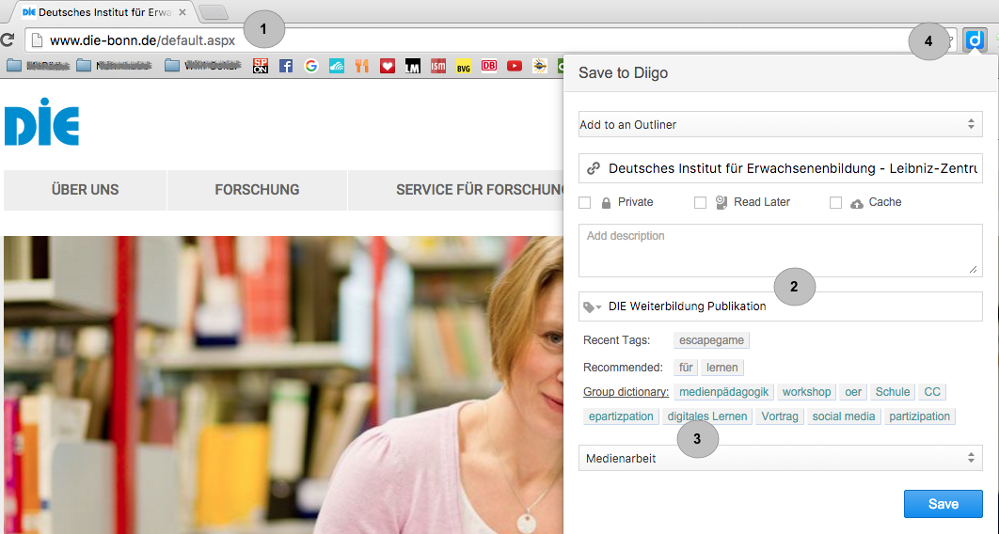 DIE Deutsches Institut für Erwa ×
1
www.die-bonn.de/default.aspx
4
d
SP ON f G LM ism BVG DB
Save to Diigo
DIE
Add to an Outliner
Deutsches Institut für Erwachsenenbildung - Leibniz-Zentru
ÜBER UNS FORSCHUNG SERVICE FÜR FORSCHUNG
Private Read Later Cache
Add description
2
DIE Weiterbildung Publikation
Recent Tags: escapegame
Recommended: für lernen
Group dictionary: medienpädagogik workshop oer Schule CC
epartizpation digitales Lernen Vortrag social media partizipation
3
Medienarbeit
Save